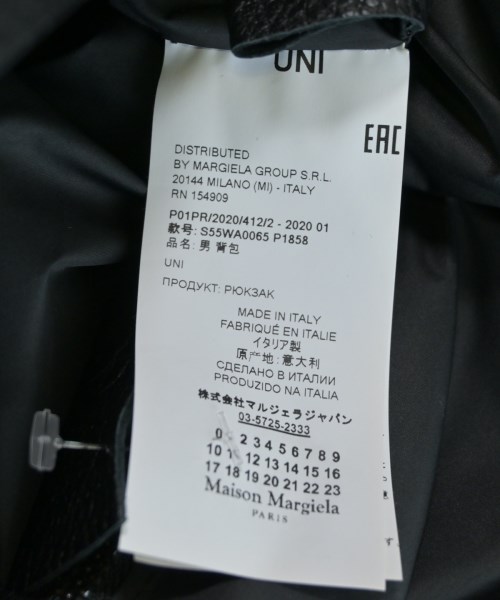 UNI
EAC
DISTRIBUTED
BY MARGIELA GROUP S.R.L.
20144 MILANO (MI) - ITALY
RN 154909
P01PR/2020/412/2 - 2020 01
款号: S55WA0065 P1858
品名: 男 背包
UNI
ПРОДУКТ: РЮКЗАК
MADE IN ITALY
FABRIQUÉ EN ITALIE
イタリア製
原产地: 意大利
СДЕЛАНО В ИТАЛИИ
PRODUZIDO NA ITALIA
株式会社マルジェラジャパン
03-5725-2333
0 2 3 4 5 6 7 8 9
10 12 13 14 15 16
17 18 19 20 21 22 23
Maison Margiela
PARIS